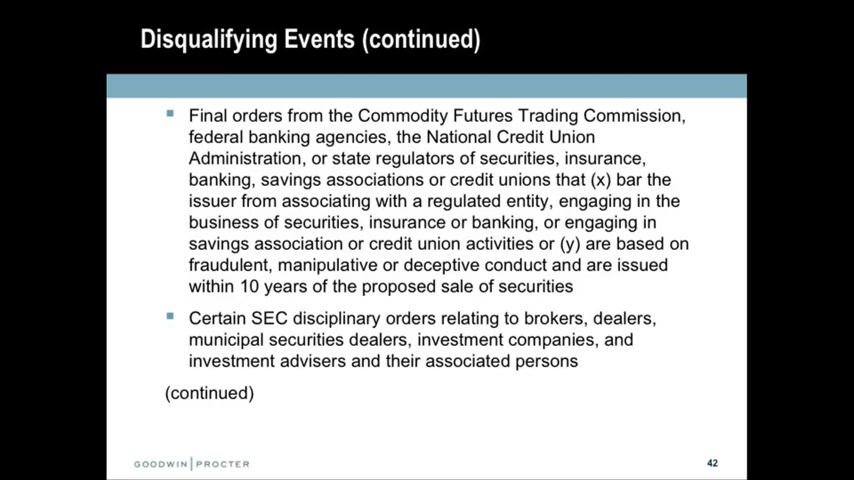 Disqualifying Events (continued)
Final orders from the Commodity Futures Trading Commission,
federal banking agencies, the National Credit Union
Administration, or state regulators of securities, insurance,
banking, savings associations or credit unions that (x) bar the
issuer from associating with a regulated entity, engaging in the
business of securities, insurance or banking, or engaging in
savings association or credit union activities or (y) are based on
fraudulent, manipulative or deceptive conduct and are issued
within 10 years of the proposed sale of securities
Certain SEC disciplinary orders relating to brokers, dealers,
municipal securities dealers, investment companies, and
investment advisers and their associated persons
(continued)
GOODWIN PROCTER
42